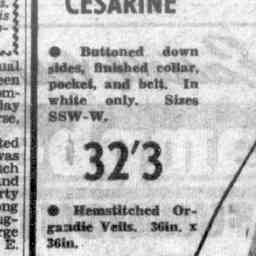 CESARINE
● Buttoned down
sides, finished collar,
pocket, and belt. In
white only. Sizes
SSW-W.
32'3
● Hemstitched Or-
gandie Veils. 36in. x
36in.